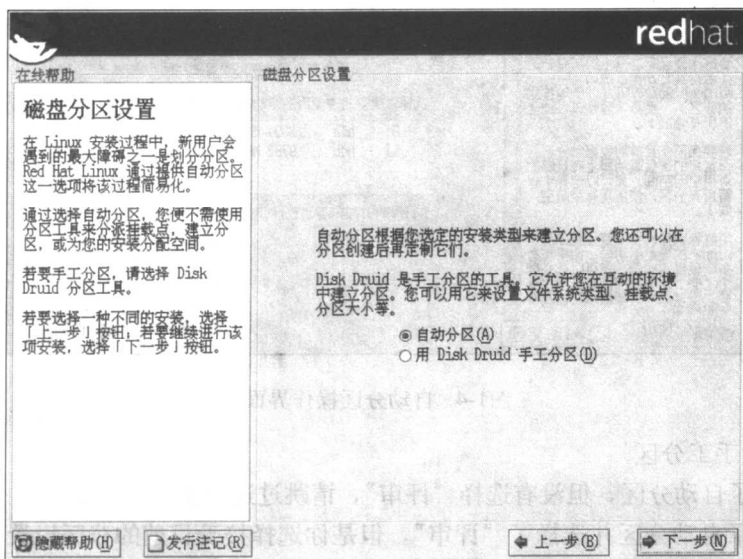 redhat.
在线帮助
磁盘分区设置
磁盘分区设置
在 Linux 安装过程中，新用户会
遇到的最大障碍之一是划分分区。
Red Hat Linux 通过提供自动分区
这一选项将该过程简易化。
通过选择自动分区，您便不需使用
分区工具来分派挂载点，建立分
区，或为您的安装分配空间。
若要手工分区，请选择 Disk
Druid 分区工具。
若要选择一种不同的安装，选择
「上一步」按钮，若要继续进行该
项安装，选择「下一步」按钮。
自动分区根据您选定的安装类型来建立分区。您还可以在
分区创建后再定制它们。
Disk Druid 是手工分区的工具。它允许您在互动的环境
中建立分区。您可以用它来设置文件系统类型、挂载点、
分区大小等。
自动分区(A)
用 Disk Druid 手工分区(D)
隐藏帮助(H)
发行注记(R)
上一步(B)
下一步(N)